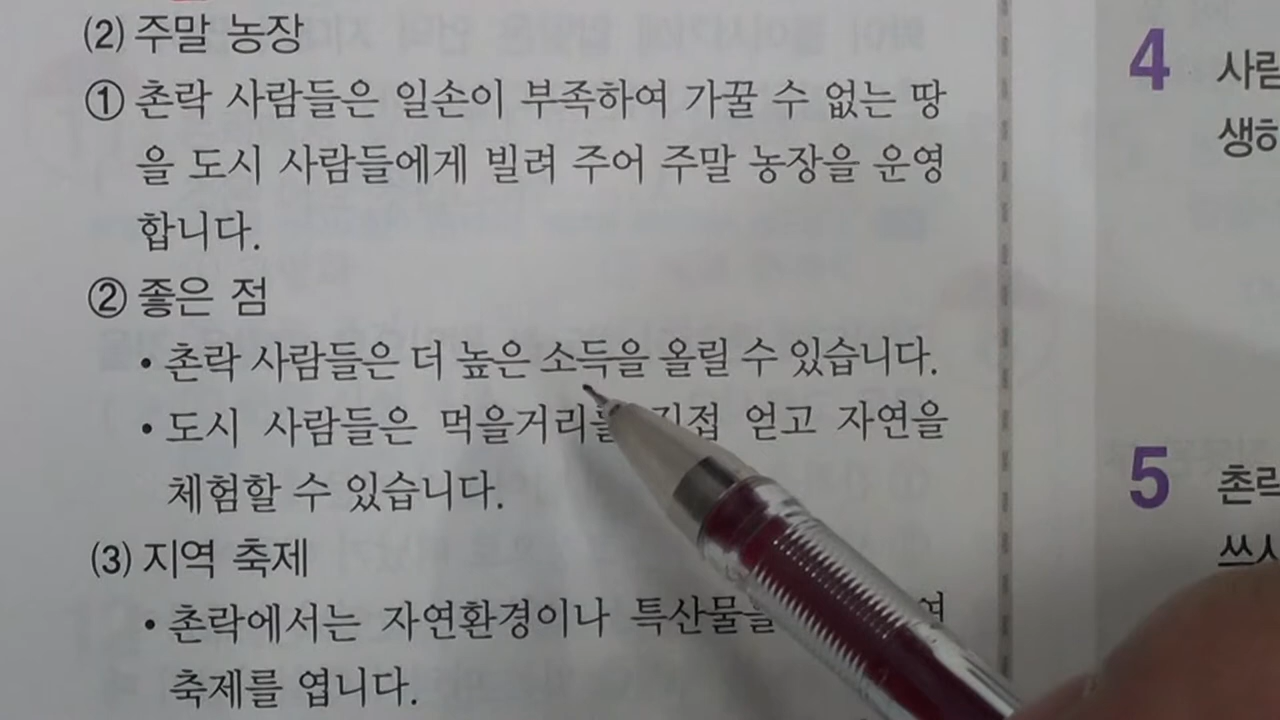 (2) 주말 농장
① 촌락 사람들은 일손이 부족하여 가꿀 수 없는 땅
을 도시 사람들에게 빌려 주어 주말 농장을 운영
합니다.
② 좋은 점
• 촌락 사람들은 더 높은 소득을 올릴 수 있습니다.
• 도시 사람들은 먹을거리를 직접 얻고 자연을
체험할 수 있습니다.
(3) 지역 축제
• 촌락에서는 자연환경이나 특산물을
축제를 엽니다.
4
5
촌락